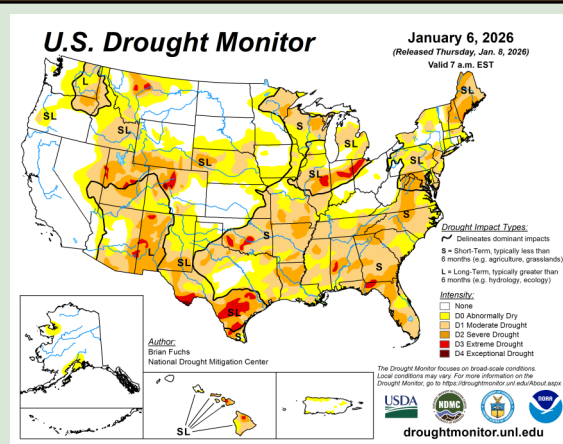 U.S. Drought Monitor
January 6, 2026
(Released Thursday, Jan. 8, 2026)
Valid 7 a.m. EST
L
SL
SL
SL
SL
S
SL
SL
SL
S
S
S
L
SL
SL
S
Drought Impact Types:
Delineates dominant impacts
S = Short-Term, typically less than
6 months (e.g. agriculture, grasslands)
L = Long-Term, typically greater than
6 months (e.g. hydrology, ecology)
Intensity:
None
D0 Abnormally Dry
D1 Moderate Drought
D2 Severe Drought
D3 Extreme Drought
D4 Exceptional Drought
Author:
Brian Fuchs
National Drought Mitigation Center
SL
The Drought Monitor focuses on broad-scale conditions.
Local conditions may vary. For more information on the
Drought Monitor, go to https://droughtmonitor.unl.edu/About.aspx
USDA
NDMC
NOAA
droughtmonitor.unl.edu